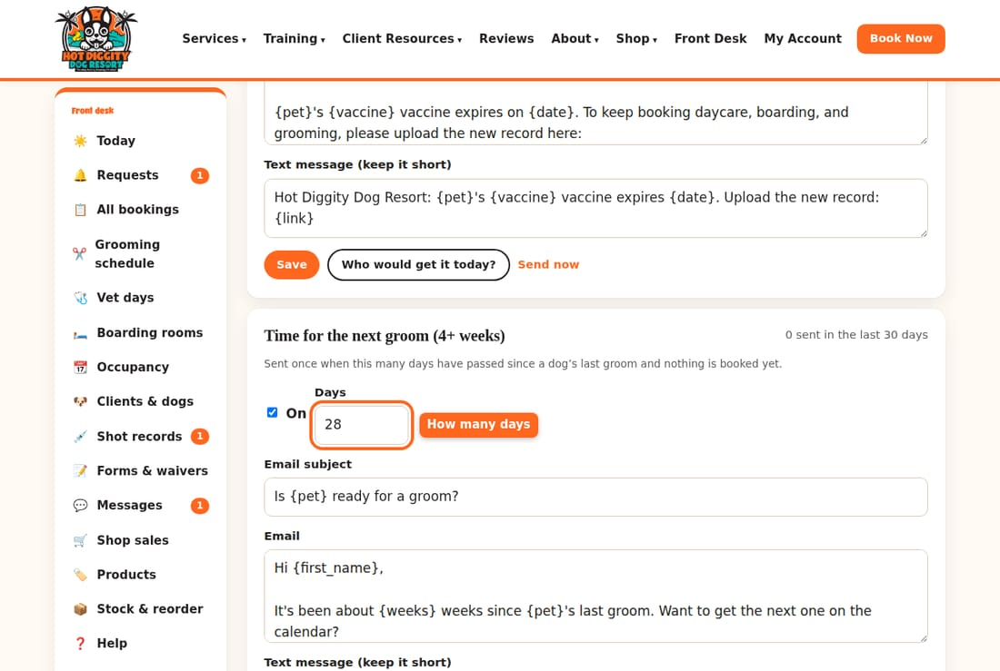 HOT DIGGITY
DOG RESORT
Services ▾
Training ▾
Client Resources ▾
Reviews
About ▾
Shop ▾
Front Desk
My Account
Book Now
Front desk
Today
Requests 1
All bookings
Grooming
schedule
Vet days
Boarding rooms
Occupancy
Clients & dogs
Shot records 1
Forms & waivers
Messages 1
Shop sales
Products
Stock & reorder
Help
{pet}'s {vaccine} vaccine expires on {date}. To keep booking daycare, boarding, and
grooming, please upload the new record here:
Text message (keep it short)
Hot Diggity Dog Resort: {pet}'s {vaccine} vaccine expires {date}. Upload the new record:
{link}
Save
Who would get it today?
Send now
Time for the next groom (4+ weeks)
0 sent in the last 30 days
Sent once when this many days have passed since a dog’s last groom and nothing is booked yet.
Days
On
28
How many days
Email subject
Is {pet} ready for a groom?
Email
Hi {first_name},
It's been about {weeks} weeks since {pet}'s last groom. Want to get the next one on the
calendar?
Text message (keep it short)